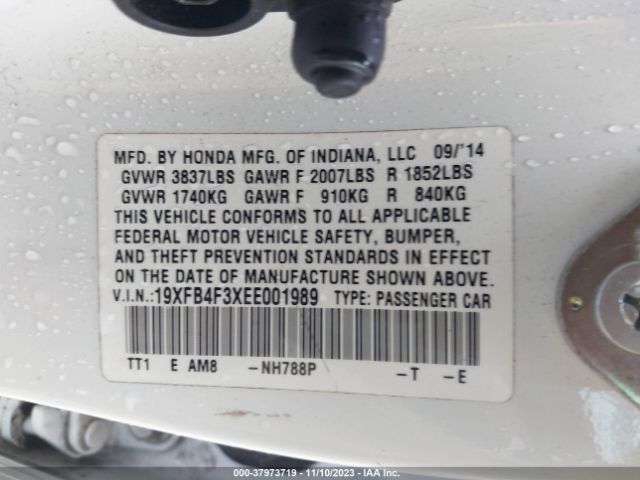 MFD. BY HONDA MFG. OF INDIANA, LLC 09/'14
GVWR 3837LBS GAWR F 2007LBS R 1852LBS
GVWR 1740KG GAWR F 910KG R 840KG
THIS VEHICLE CONFORMS TO ALL APPLICABLE
FEDERAL MOTOR VEHICLE SAFETY, BUMPER,
AND THEFT PREVENTION STANDARDS IN EFFECT
ON THE DATE OF MANUFACTURE SHOWN ABOVE.
V.I.N.:19XFB4F3XEE001989 TYPE: PASSENGER CAR
TT1 E AM8 -NH788P -T -E
000-37973719 - 11/10/2023 - IAA Inc.